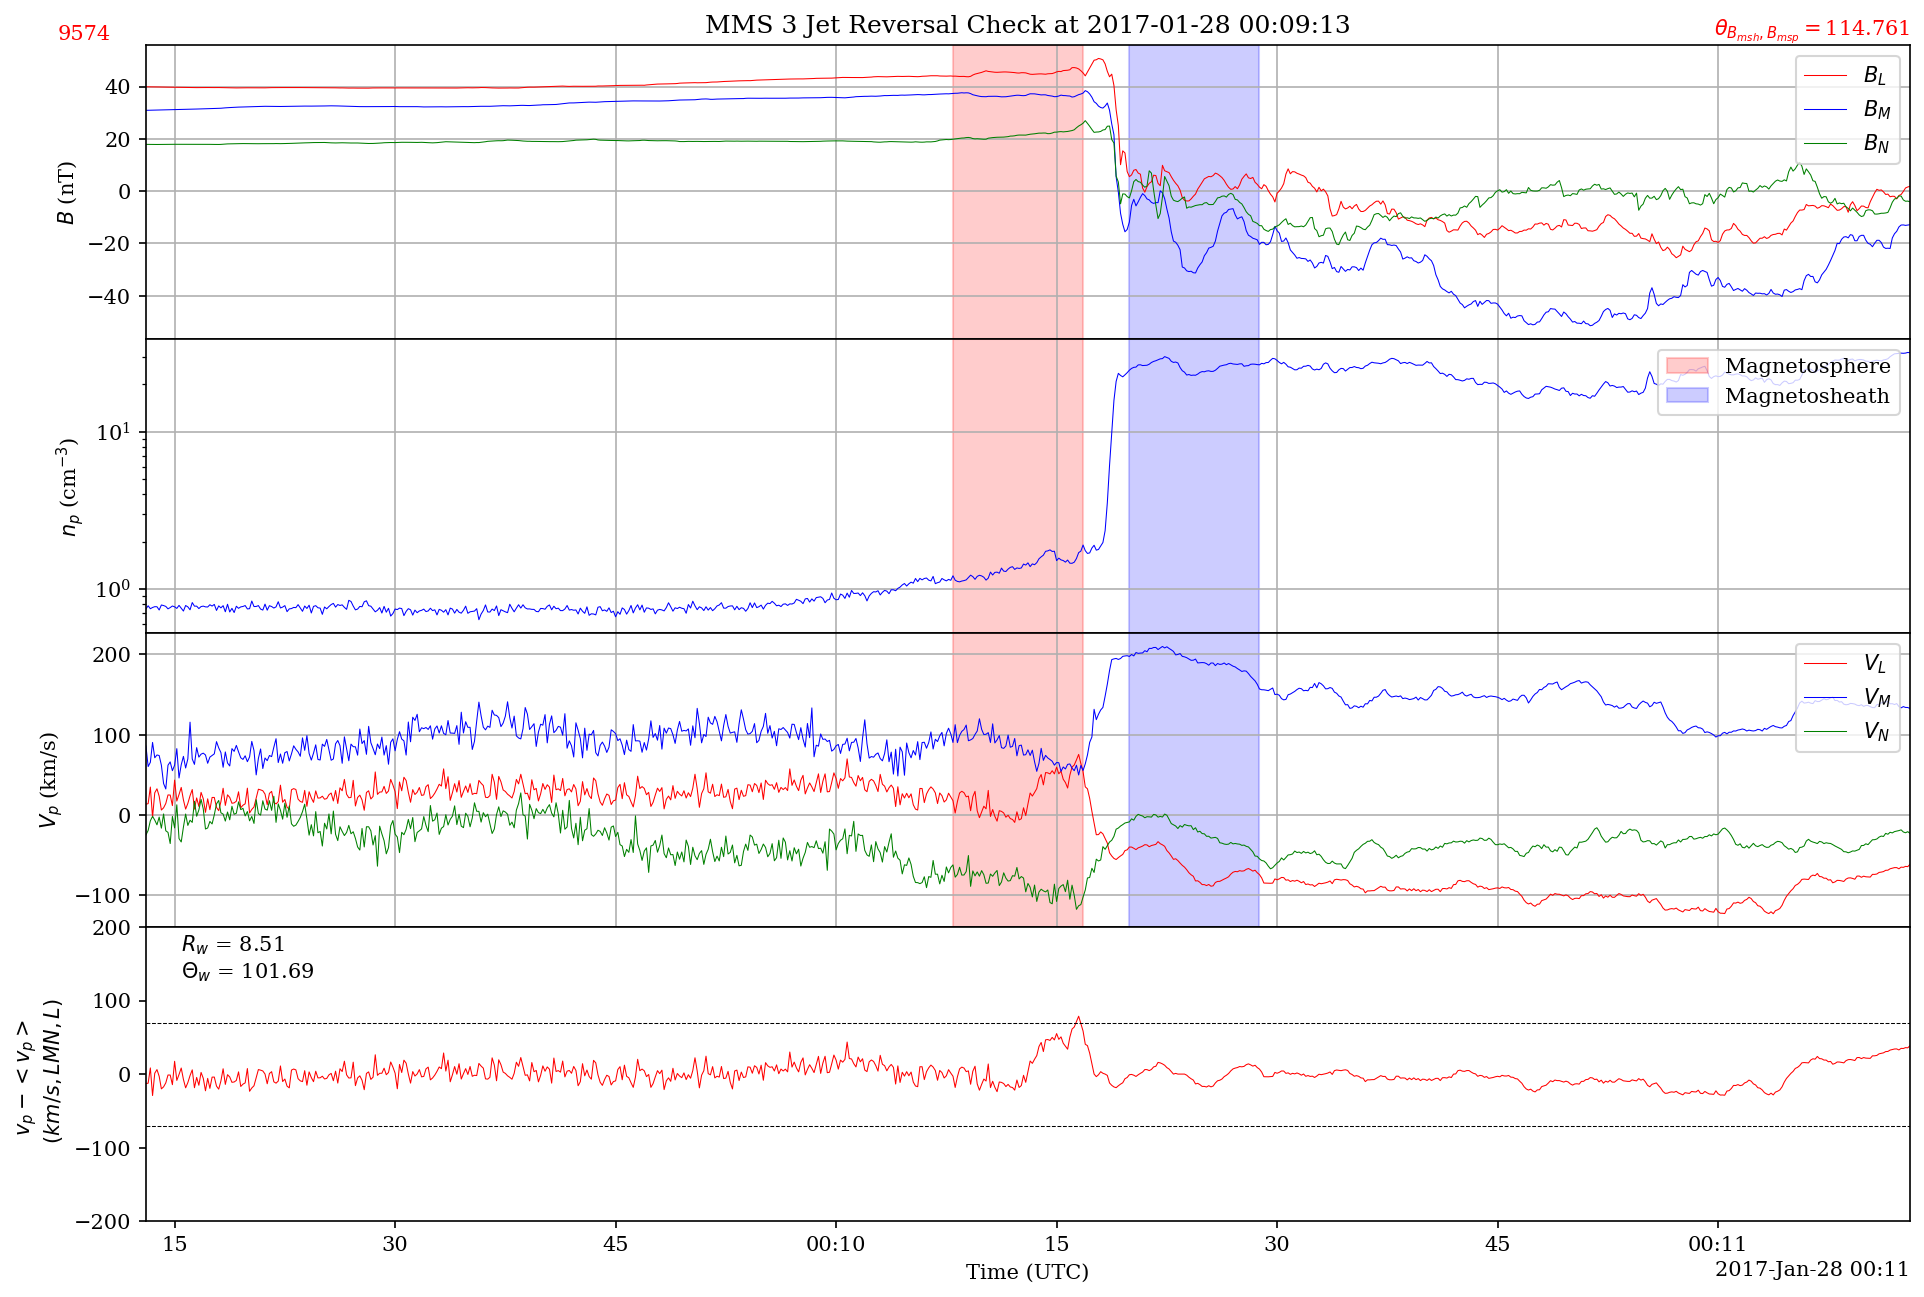 MMS 3 Jet Reversal Check at 2017-01-28 00:09:13
9574
θ_{B_{msh}, B_{msp}} = 114.761
40
20
0
−20
−40
B (nT)
B_L
B_M
B_N
10^1
10^0
n_p (cm^{−3})
Magnetosphere
Magnetosheath
200
100
0
−100
V_p (km/s)
V_L
V_M
V_N
200
100
0
−100
−200
v_p − <v_p>
(km/s, LMN, L)
R_w = 8.51
Θ_w = 101.69
15
30
45
00:10
15
30
45
00:11
Time (UTC)
2017-Jan-28 00:11